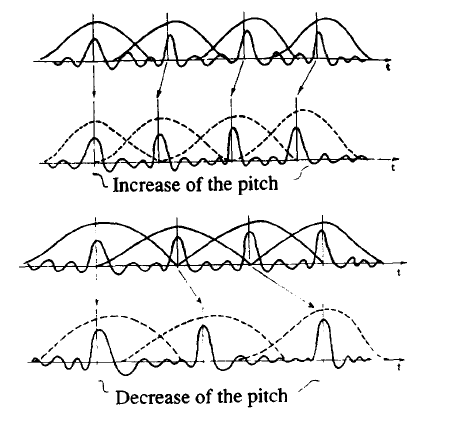 t
t
Increase of the pitch
t
t
Decrease of the pitch